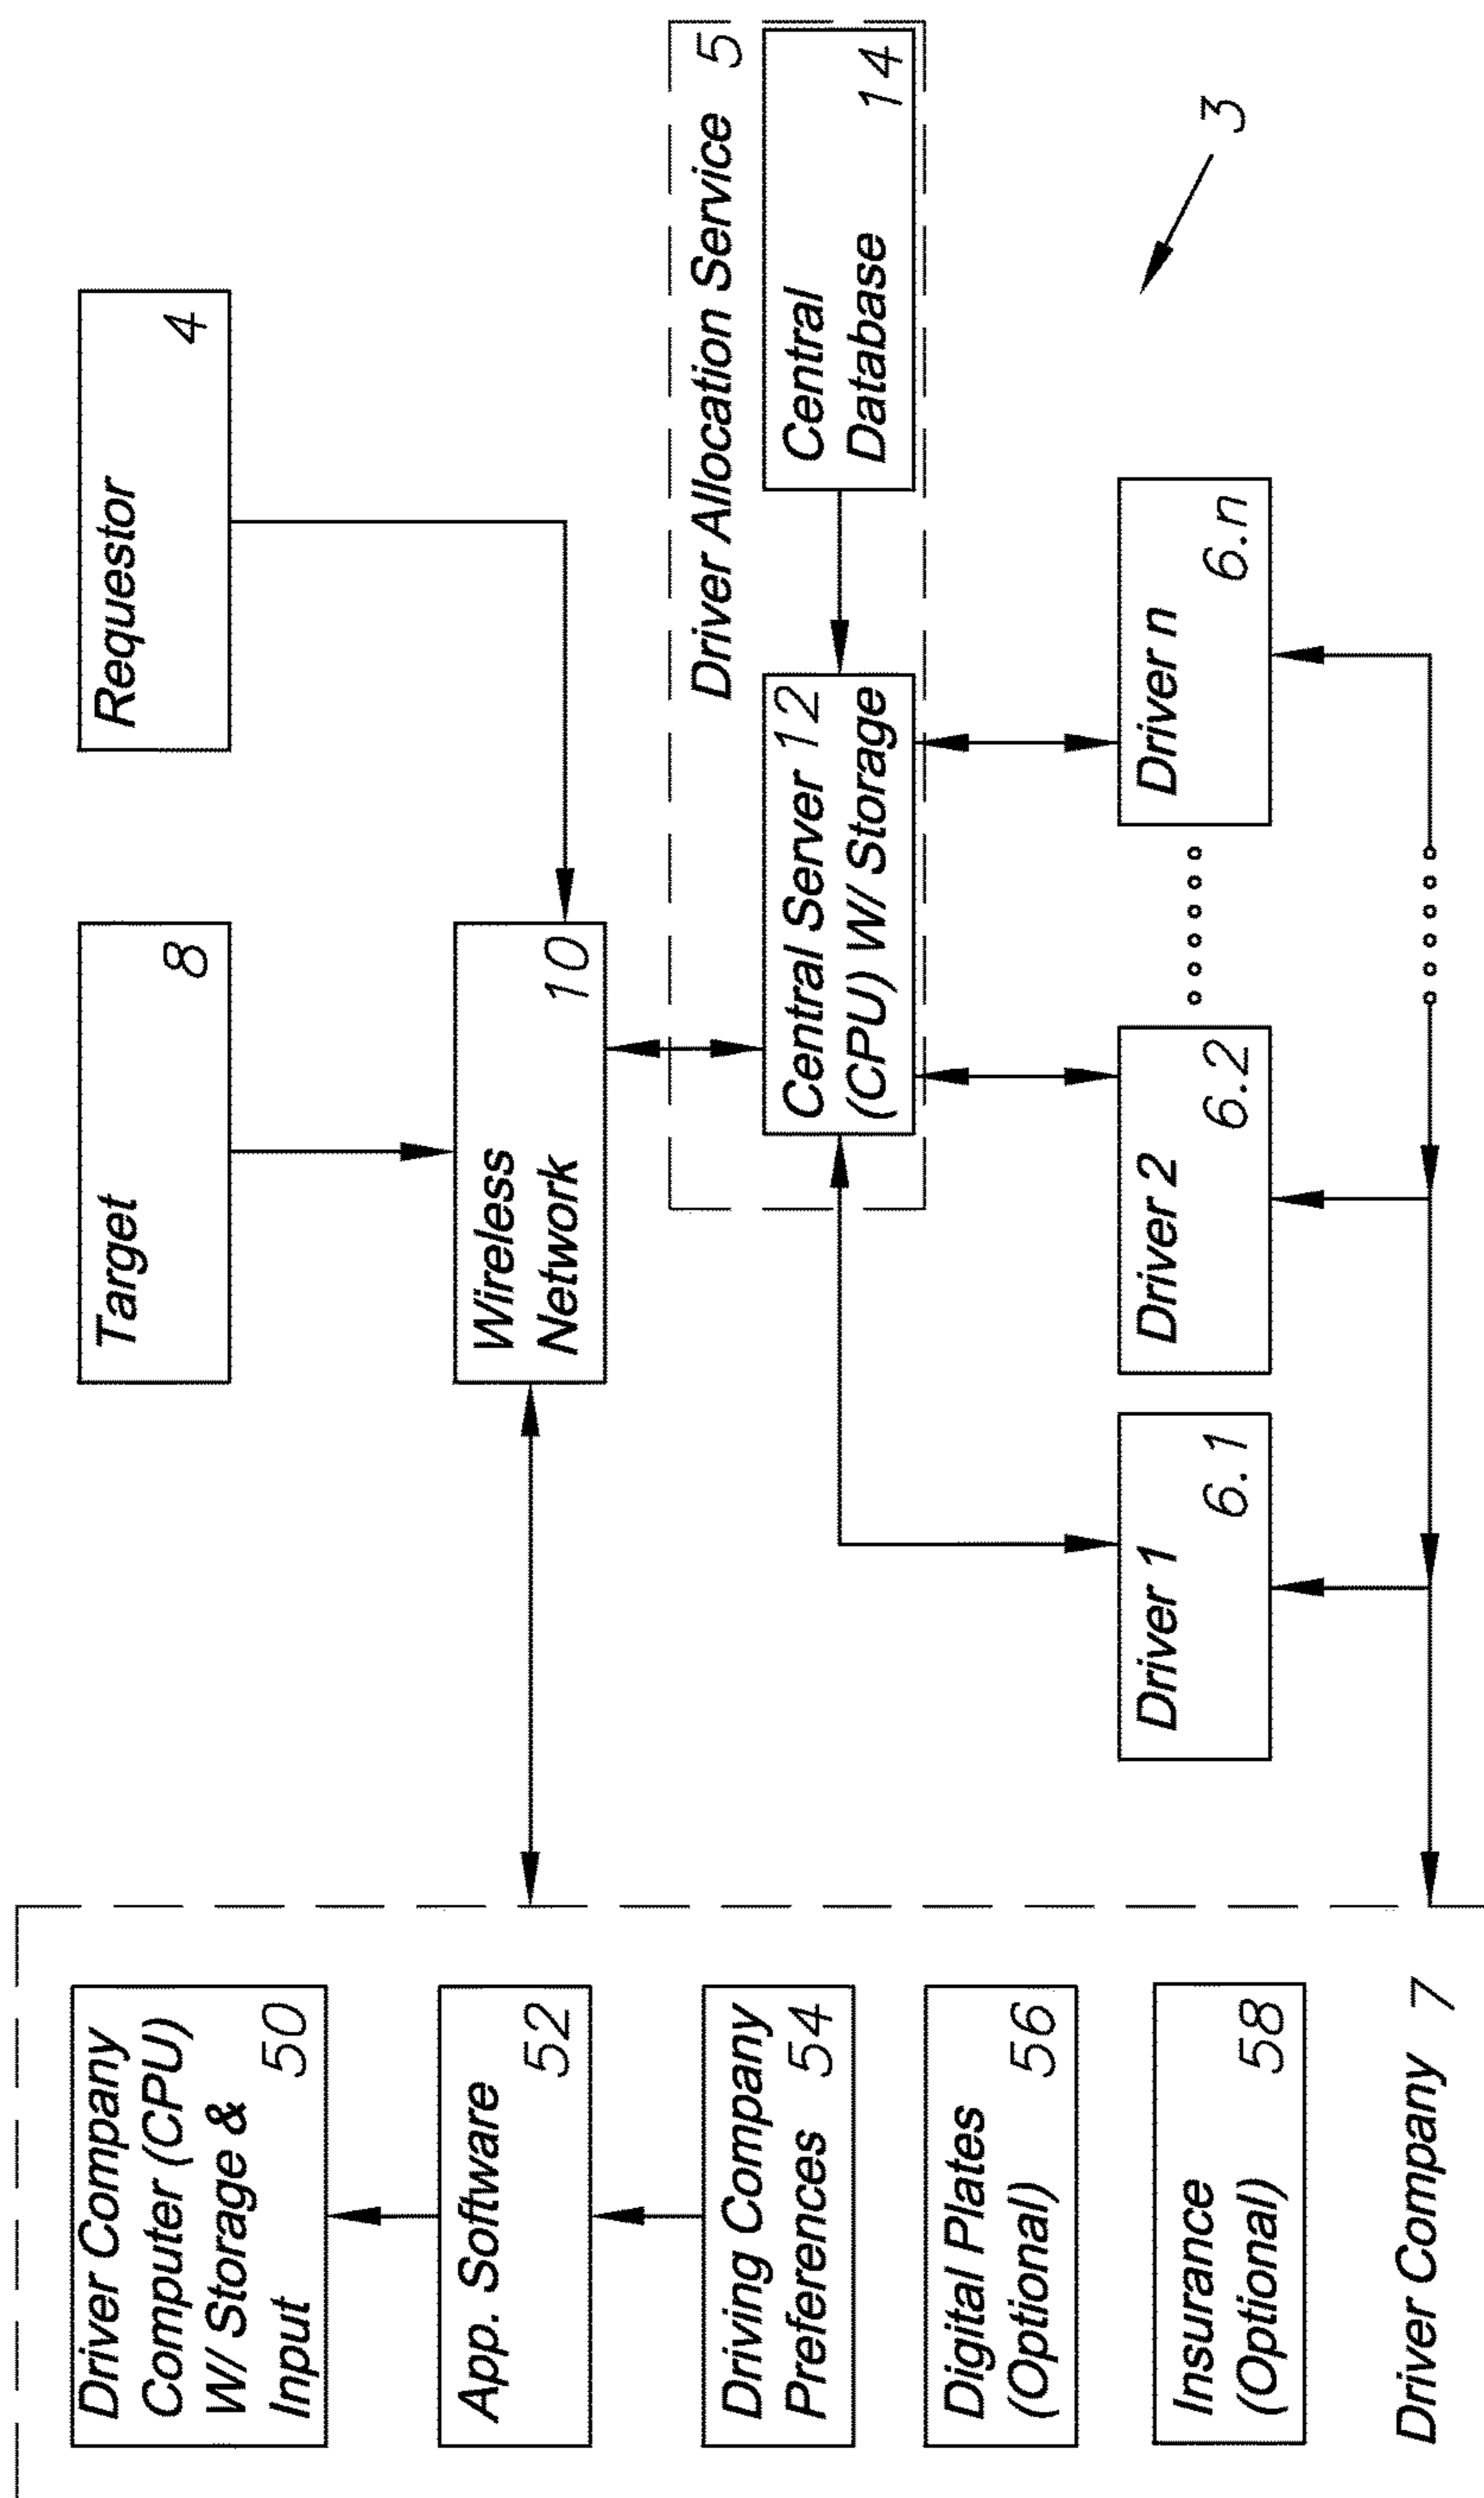 Driver Company
Computer (CPU)
W/ Storage &
Input 50
App. Software
52
Driving Company
Preferences 54
Digital Plates
(Optional) 56
Insurance
(Optional) 58
Driver Company 7
Target
8
Requestor
4
Wireless
Network
10
Driver Allocation Service 5
Central Server 12
(CPU) W/ Storage
Central
Database 14
Driver 1
6.1
Driver 2
6.2
Driver n
6.n
3